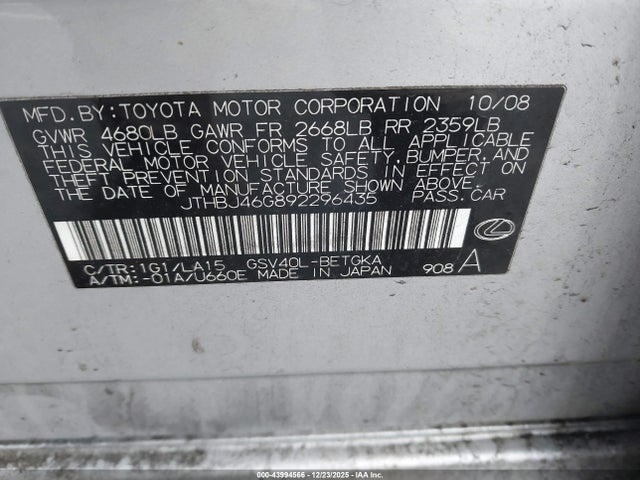 MFD.BY:TOYOTA MOTOR CORPORATION 10/08
GVWR 4680LB GAWR FR 2668LB RR 2359LB
THIS VEHICLE CONFORMS TO ALL APPLICABLE
FEDERAL MOTOR VEHICLE SAFETY,BUMPER,AND
THEFT PREVENTION STANDARDS IN EFFECT ON
THE DATE OF MANUFACTURE SHOWN ABOVE.
JTHBJ46G892296435 PASS.CAR
C/TR:1G1/LA15 GSV40L-BETGKA
A/TM:-01A/U660E MADE IN JAPAN 908 A
© Stock # - 43994566 - 12/23/2025 - IAA Inc.